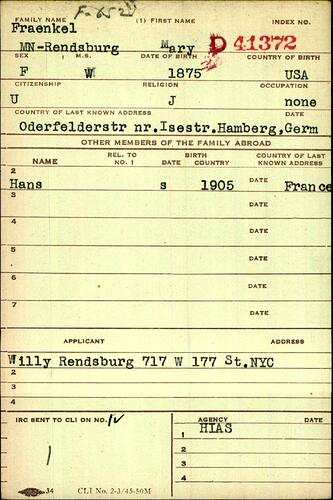 F-652
FAMILY NAME (1) FIRST NAME INDEX NO.
Fraenkel
MN-Rendsburg Mary D 41372
SEX M.S. DATE OF BIRTH COUNTRY OF BIRTH
F W 1875 USA
CITIZENSHIP RELIGION OCCUPATION
U J none
COUNTRY OF LAST KNOWN ADDRESS DATE
Oderfelderstr nr.Isestr.Hamberg,Germ
OTHER MEMBERS OF THE FAMILY ABROAD
NAME REL. TO NO. 1 BIRTH DATE COUNTRY COUNTRY OF LAST KNOWN ADDRESS
2 Hans s 1905 DATE France
3 DATE
4 DATE
5 DATE
6 DATE
7 DATE
APPLICANT ADDRESS
1 Willy Rendsburg 717 W 177 St.NYC
2
3
4
IRC SENT TO CLI ON NO. AGENCY DATE
1 HIAS
2
3
4
34 CLI No. 2-3/45-50M